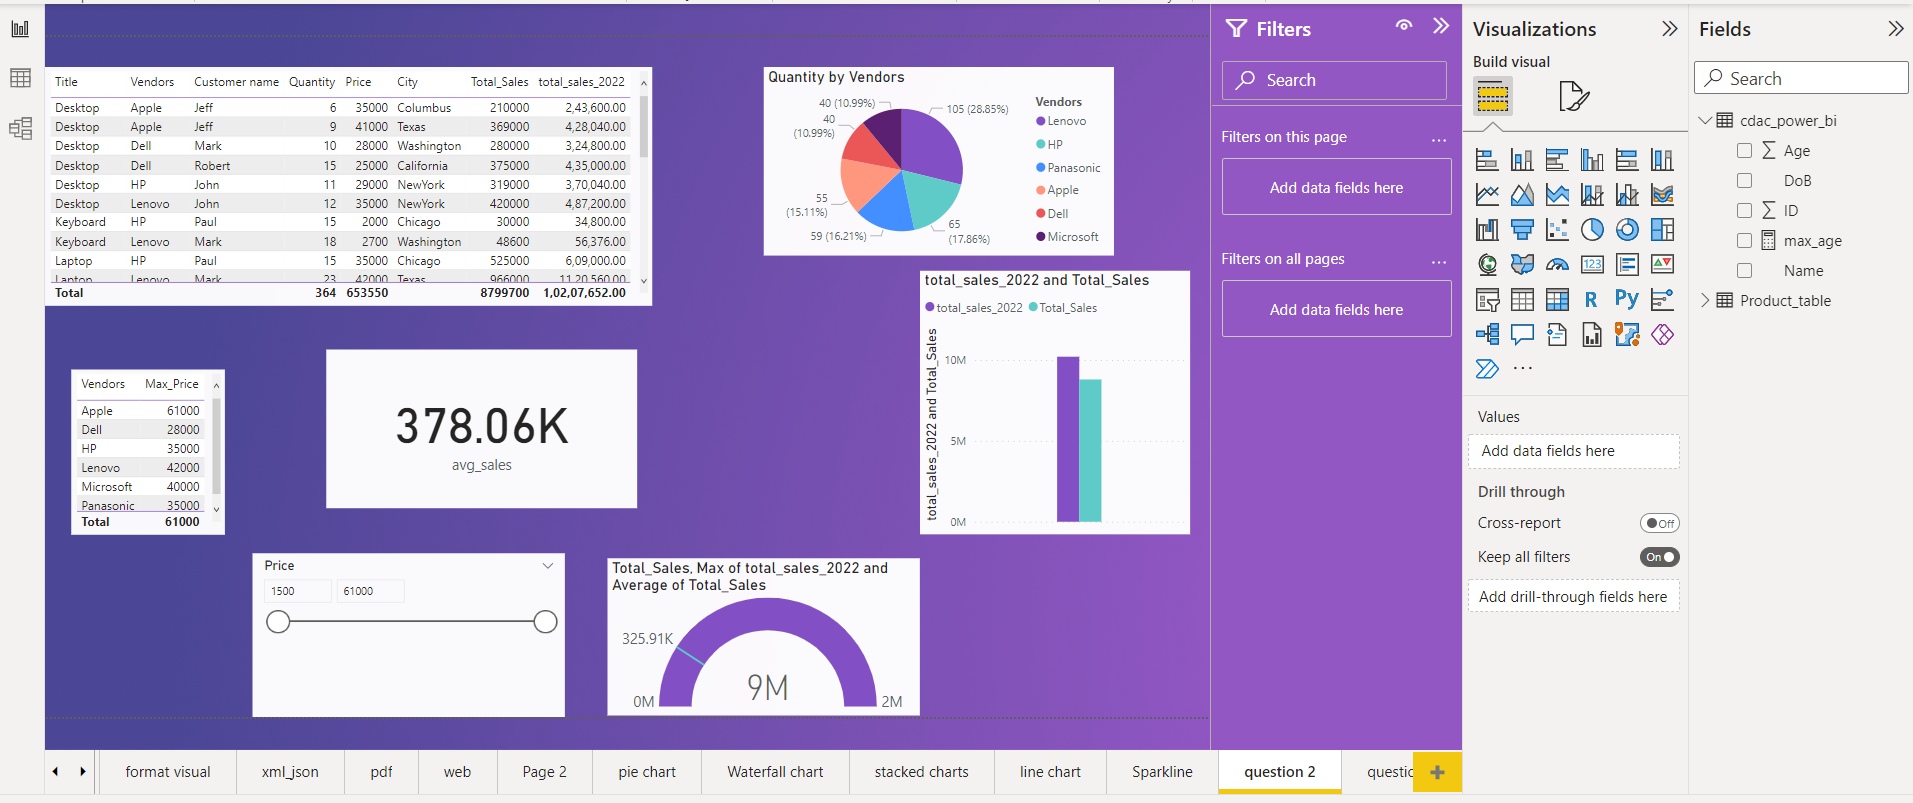 Title Vendors Customer name Quantity Price City Total_Sales total_sales_2022
Desktop Apple Jeff 6 35000 Columbus 210000 2,43,600.00
Desktop Apple Jeff 9 41000 Texas 369000 4,28,040.00
Desktop Dell Mark 10 28000 Washington 280000 3,24,800.00
Desktop Dell Robert 15 25000 California 375000 4,35,000.00
Desktop HP John 11 29000 NewYork 319000 3,70,040.00
Desktop Lenovo John 12 35000 NewYork 420000 4,87,200.00
Keyboard HP Paul 15 2000 Chicago 30000 34,800.00
Keyboard Lenovo Mark 18 2700 Washington 48600 56,376.00
Laptop HP Paul 15 35000 Chicago 525000 6,09,000.00
Laptop Lenovo Mark 23 42000 Texas 966000 11,20,560.00
Total 364 653550 8799700 1,02,07,652.00
Quantity by Vendors
40 (10.99%)
105 (28.85%)
40
(10.99%)
55
(15.11%)
59 (16.21%)
65
(17.86%)
Vendors
Lenovo
HP
Panasonic
Apple
Dell
Microsoft
total_sales_2022 and Total_Sales
total_sales_2022 Total_Sales
total_sales_2022 and Total_Sales
10M
5M
0M
Vendors Max_Price
Apple 61000
Dell 28000
HP 35000
Lenovo 42000
Microsoft 40000
Panasonic 35000
Total 61000
378.06K
avg_sales
Price
1500 61000
Total_Sales, Max of total_sales_2022 and
Average of Total_Sales
325.91K
0M
9M
2M
Filters
Search
Filters on this page ...
Add data fields here
Filters on all pages ...
Add data fields here
Visualizations
Build visual
123
R
Py
...
Values
Add data fields here
Drill through
Cross-report Off
Keep all filters On
Add drill-through fields here
Fields
Search
cdac_power_bi
Age
DoB
ID
max_age
Name
Product_table
format visual xml_json pdf web Page 2 pie chart Waterfall chart stacked charts line chart Sparkline question 2 questic +